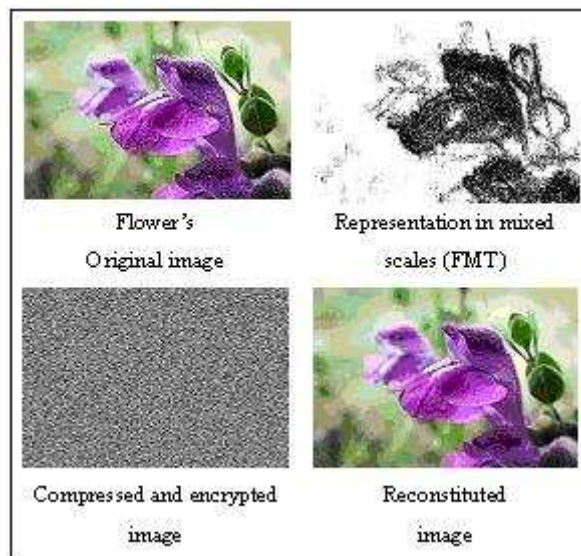 Flower's
Original image
Representation in mixed
scales (FMT)
Compressed and encrypted
image
Reconstituted
image